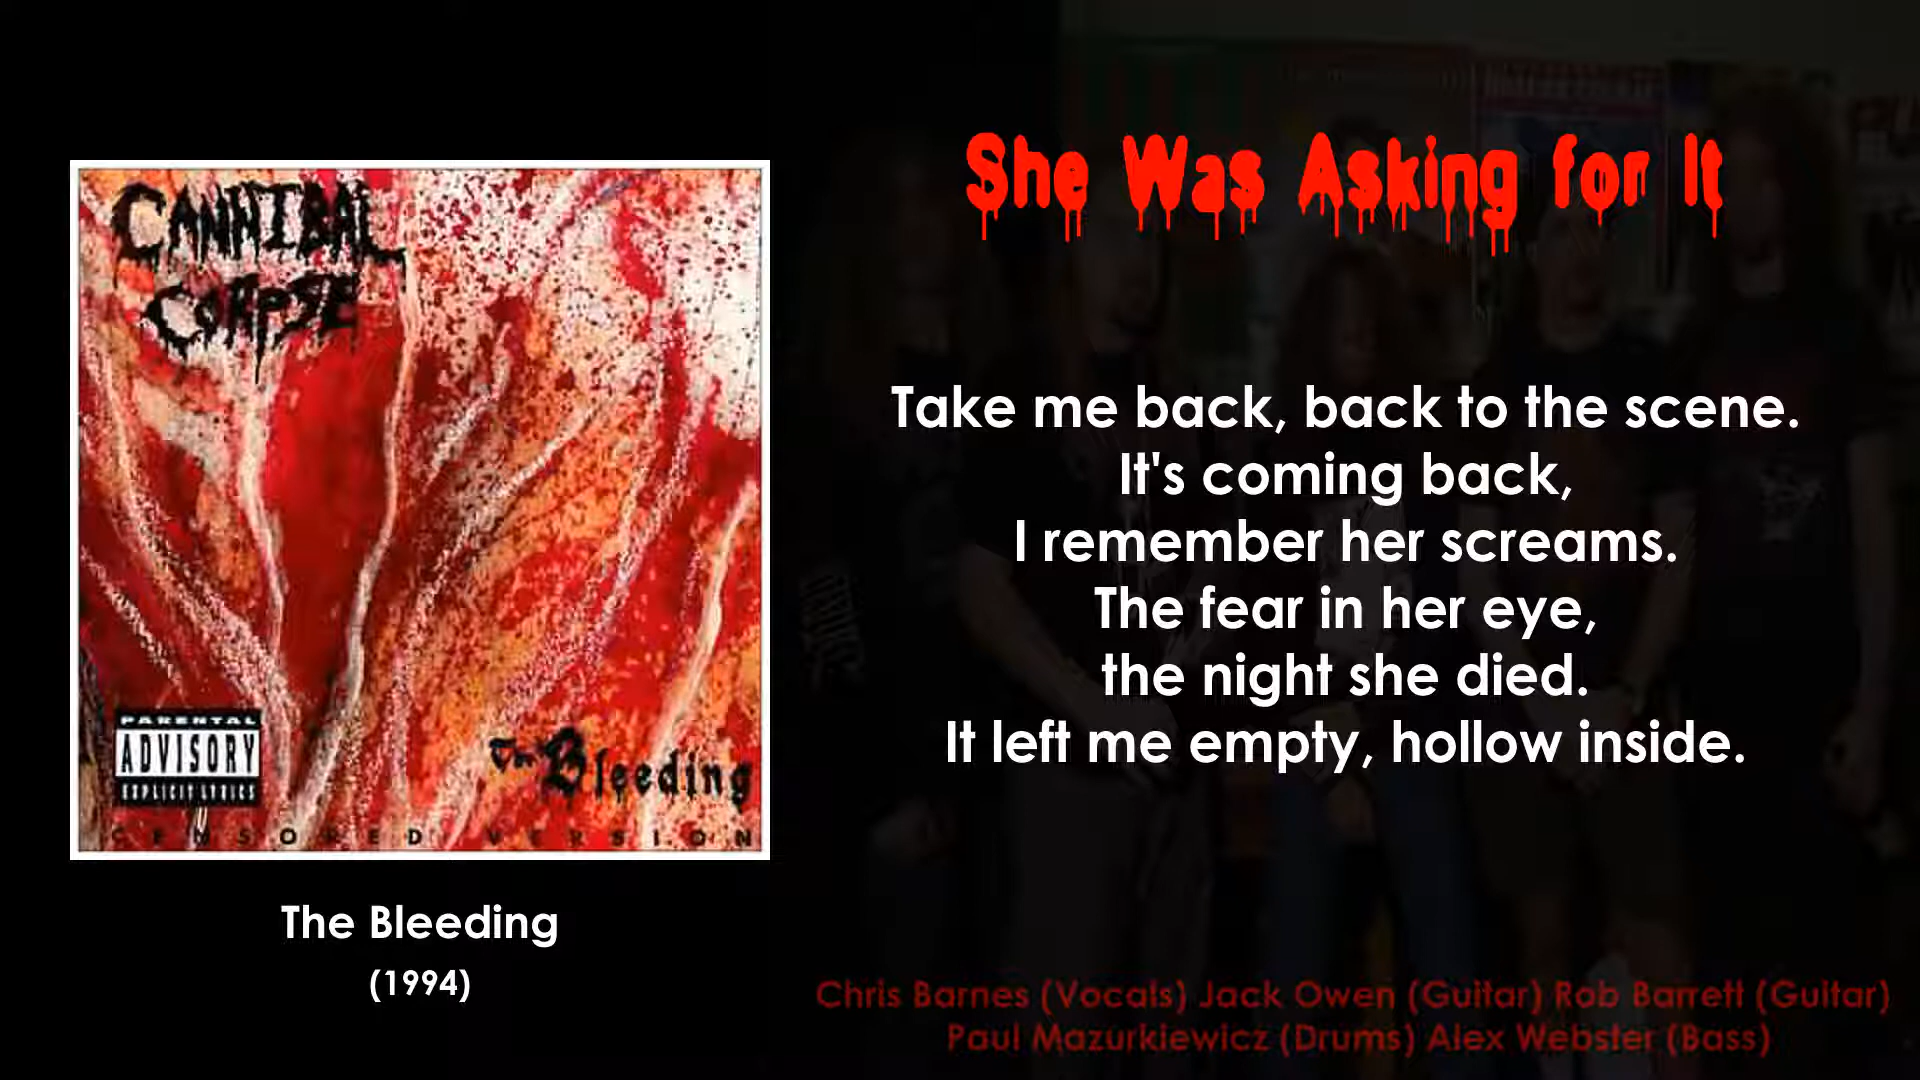 CANNIBAL
CORPSE
PARENTAL
ADVISORY
EXPLICIT LYRICS
The Bleeding
CENSORED VERSION
The Bleeding
(1994)
She Was Asking for It
Take me back, back to the scene.
It's coming back,
I remember her screams.
The fear in her eye,
the night she died.
It left me empty, hollow inside.
Chris Barnes (Vocals) Jack Owen (Guitar) Rob Barrett (Guitar)
Paul Mazurkiewicz (Drums) Alex Webster (Bass)